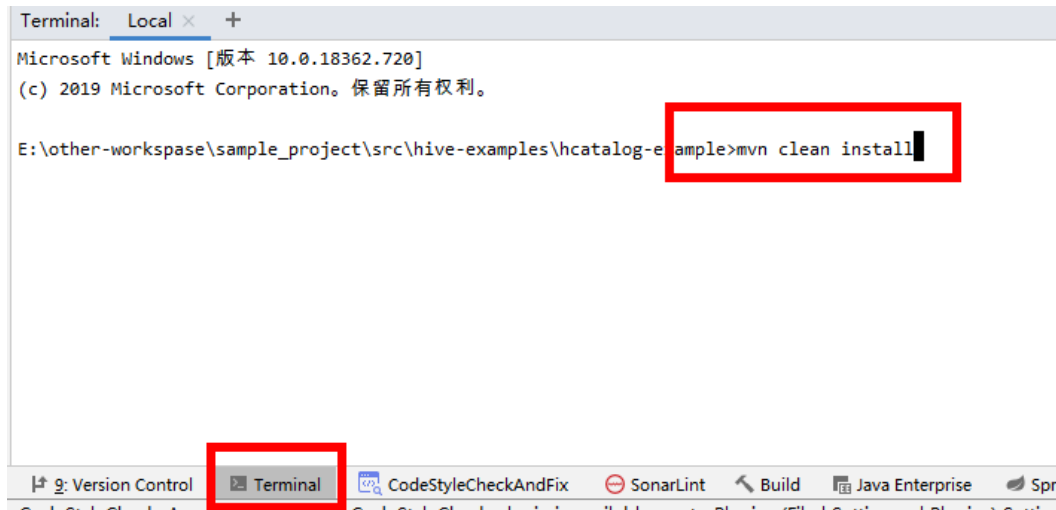 Terminal: Local × +
Microsoft Windows [版本 10.0.18362.720]
(c) 2019 Microsoft Corporation。保留所有权利。
E:\other-workspase\sample_project\src\hive-examples\hcatalog-example>mvn clean install
9: Version Control Terminal CodeStyleCheckAndFix SonarLint Build Java Enterprise Spr